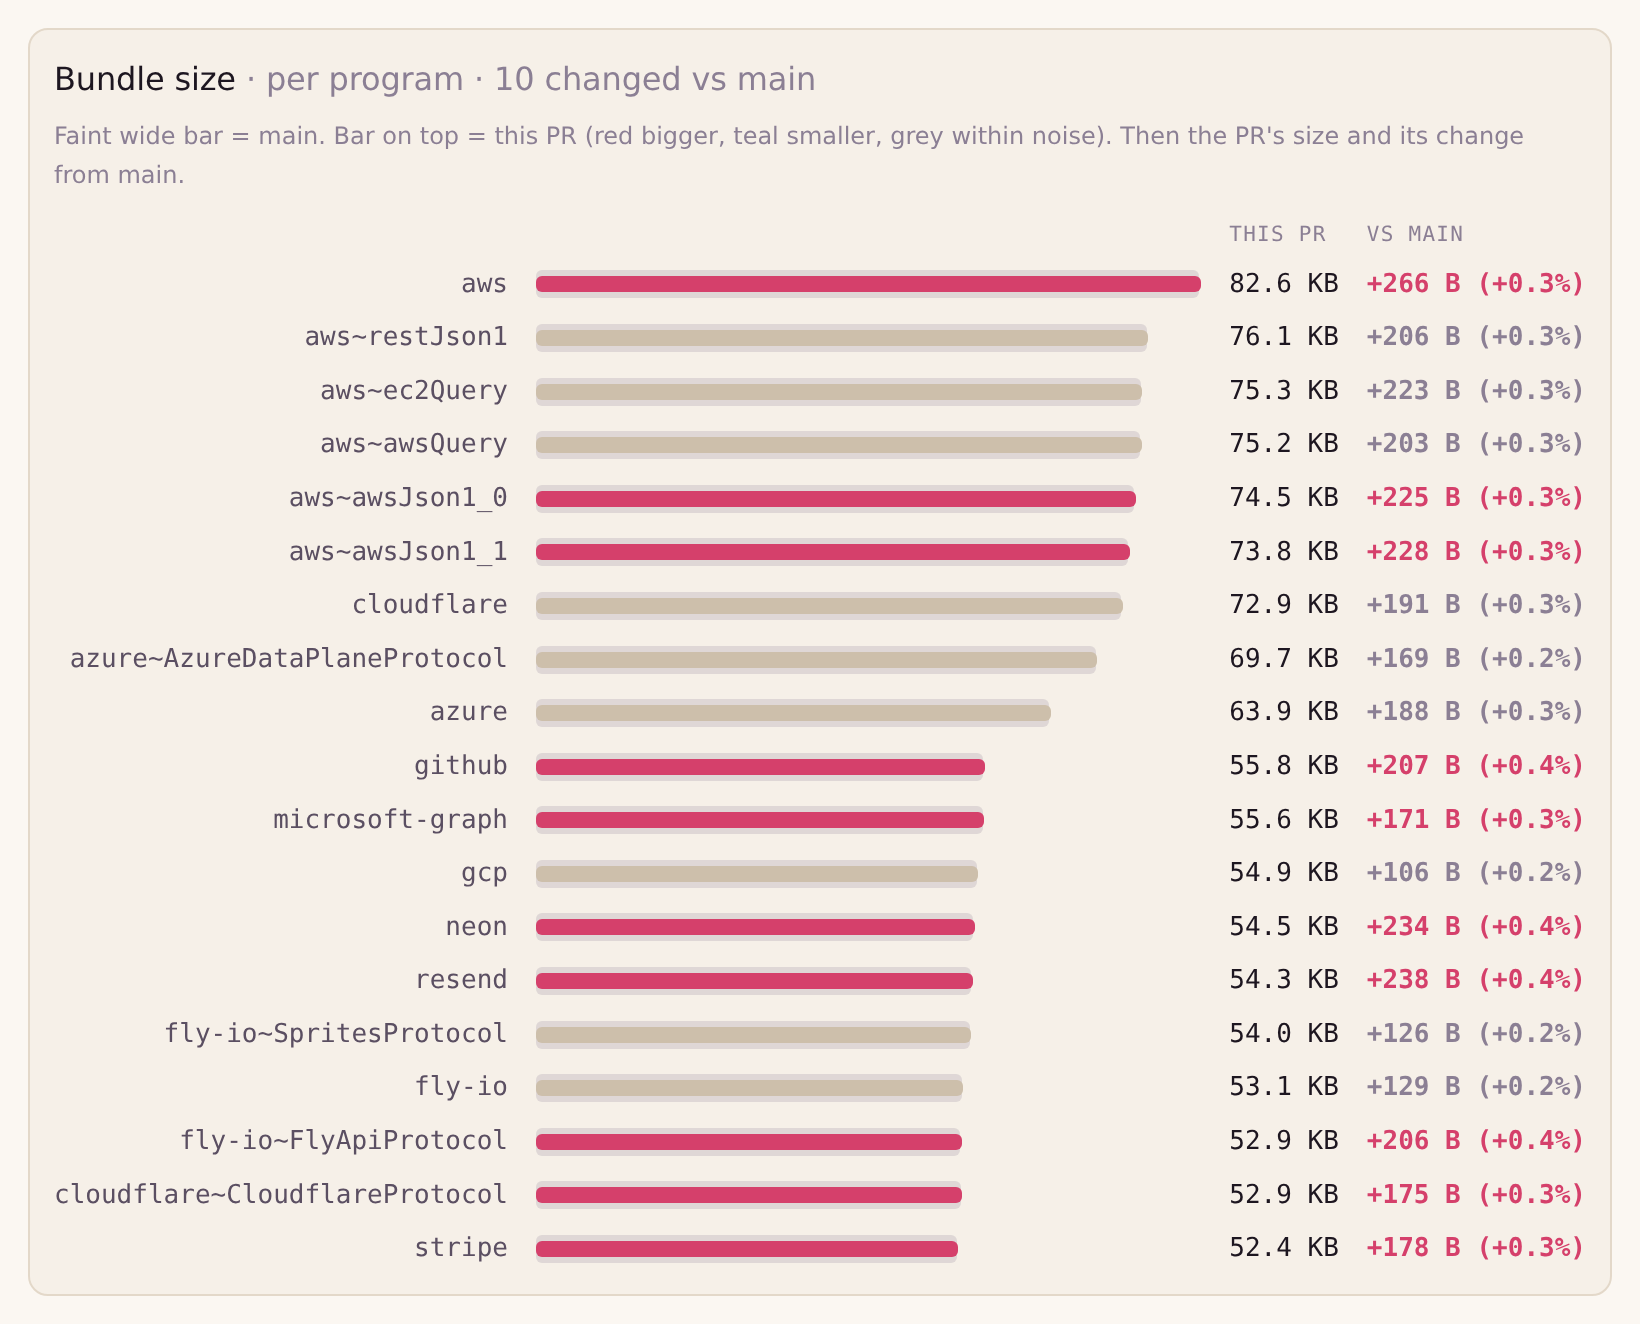 Bundle size · per program · 10 changed vs main
Faint wide bar = main. Bar on top = this PR (red bigger, teal smaller, grey within noise). Then the PR's size and its change
from main.
THIS PR VS MAIN
aws 82.6 KB +266 B (+0.3%)
aws~restJson1 76.1 KB +206 B (+0.3%)
aws~ec2Query 75.3 KB +223 B (+0.3%)
aws~awsQuery 75.2 KB +203 B (+0.3%)
aws~awsJson1_0 74.5 KB +225 B (+0.3%)
aws~awsJson1_1 73.8 KB +228 B (+0.3%)
cloudflare 72.9 KB +191 B (+0.3%)
azure~AzureDataPlaneProtocol 69.7 KB +169 B (+0.2%)
azure 63.9 KB +188 B (+0.3%)
github 55.8 KB +207 B (+0.4%)
microsoft-graph 55.6 KB +171 B (+0.3%)
gcp 54.9 KB +106 B (+0.2%)
neon 54.5 KB +234 B (+0.4%)
resend 54.3 KB +238 B (+0.4%)
fly-io~SpritesProtocol 54.0 KB +126 B (+0.2%)
fly-io 53.1 KB +129 B (+0.2%)
fly-io~FlyApiProtocol 52.9 KB +206 B (+0.4%)
cloudflare~CloudflareProtocol 52.9 KB +175 B (+0.3%)
stripe 52.4 KB +178 B (+0.3%)